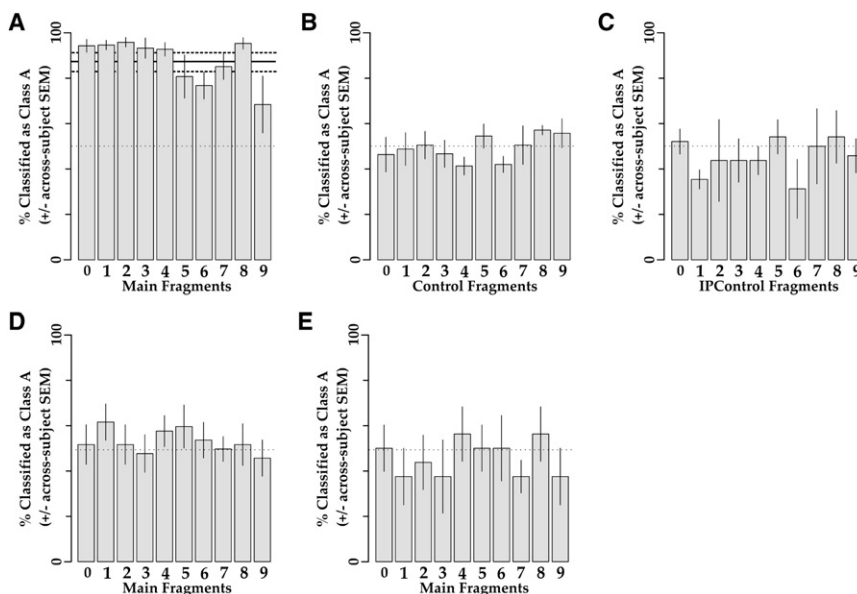 A
% Classified as Class A
(+/- across-subject SEM)
100
0
0 1 2 3 4 5 6 7 8 9
Main Fragments
B
% Classified as Class A
(+/- across-subject SEM)
100
0
0 1 2 3 4 5 6 7 8 9
Control Fragments
C
% Classified as Class A
(+/- across-subject SEM)
100
0
0 1 2 3 4 5 6 7 8 9
IPControl Fragments
D
% Classified as Class A
(+/- across-subject SEM)
100
0
0 1 2 3 4 5 6 7 8 9
Main Fragments
E
% Classified as Class A
(+/- across-subject SEM)
100
0
0 1 2 3 4 5 6 7 8 9
Main Fragments